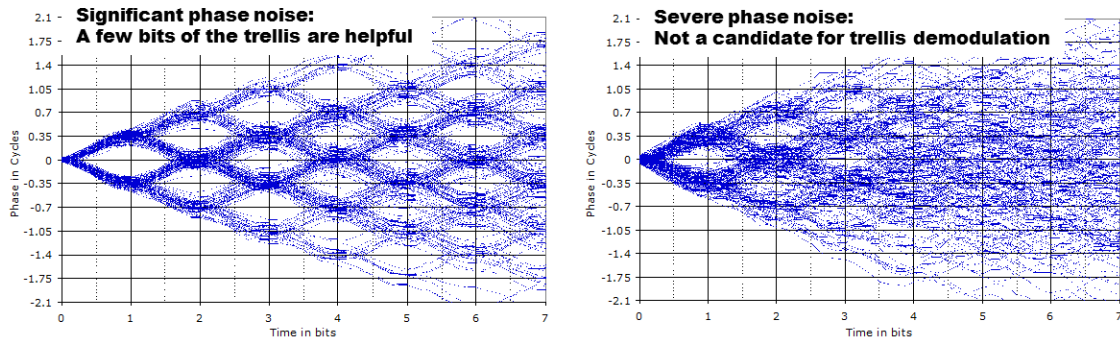 Significant phase noise:
A few bits of the trellis are helpful
2.1
1.75
1.4
1.05
0.7
0.35
0
-0.35
-0.7
-1.05
-1.4
-1.75
-2.1
Phase in Cycles
0 1 2 3 4 5 6 7
Time in bits
Severe phase noise:
Not a candidate for trellis demodulation
2.1
1.75
1.4
1.05
0.7
0.35
0
-0.35
-0.7
-1.05
-1.4
-1.75
-2.1
Phase in Cycles
0 1 2 3 4 5 6 7
Time in bits